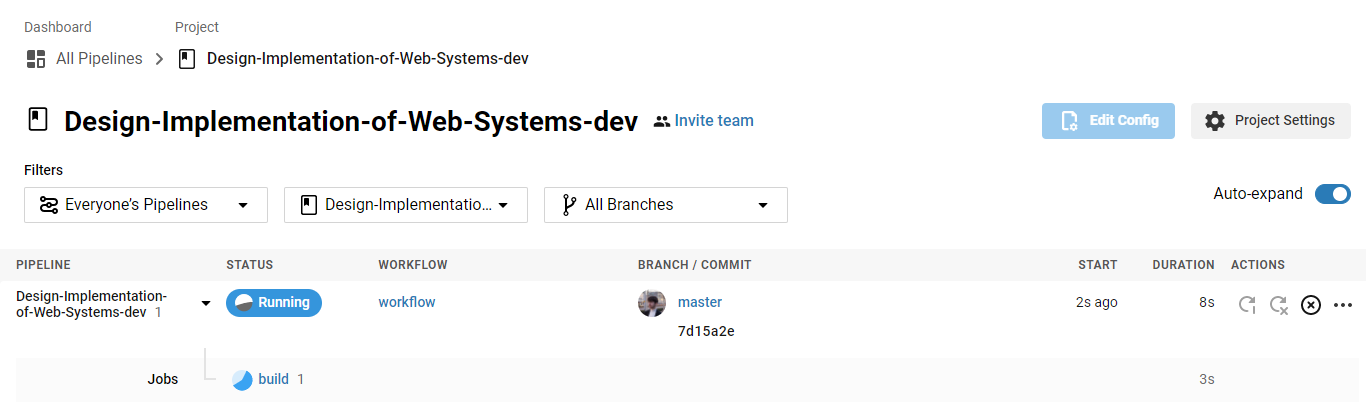 Dashboard Project
All Pipelines Design-Implementation-of-Web-Systems-dev
Design-Implementation-of-Web-Systems-dev Invite team Edit Config Project Settings
Filters
Everyone's Pipelines Design-Implementatio... All Branches Auto-expand
PIPELINE STATUS WORKFLOW BRANCH / COMMIT START DURATION ACTIONS
Design-Implementation-
of-Web-Systems-dev 1 Running workflow master 2s ago 8s
7d15a2e
Jobs build 1 3s